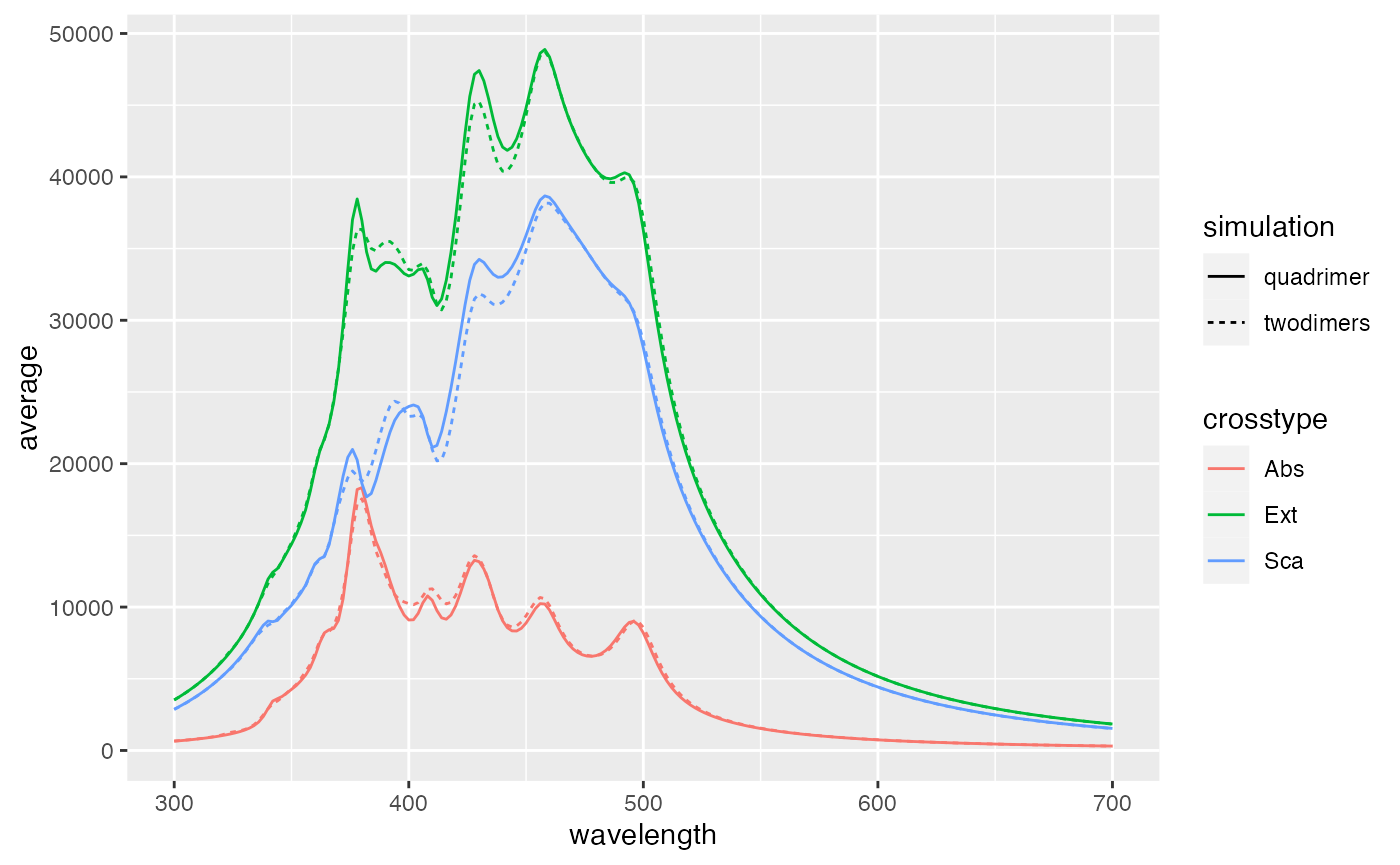 50000
40000
30000
20000
10000
0
average
300 400 500 600 700
wavelength
simulation
quadrimer
twodimers
crosstype
Abs
Ext
Sca